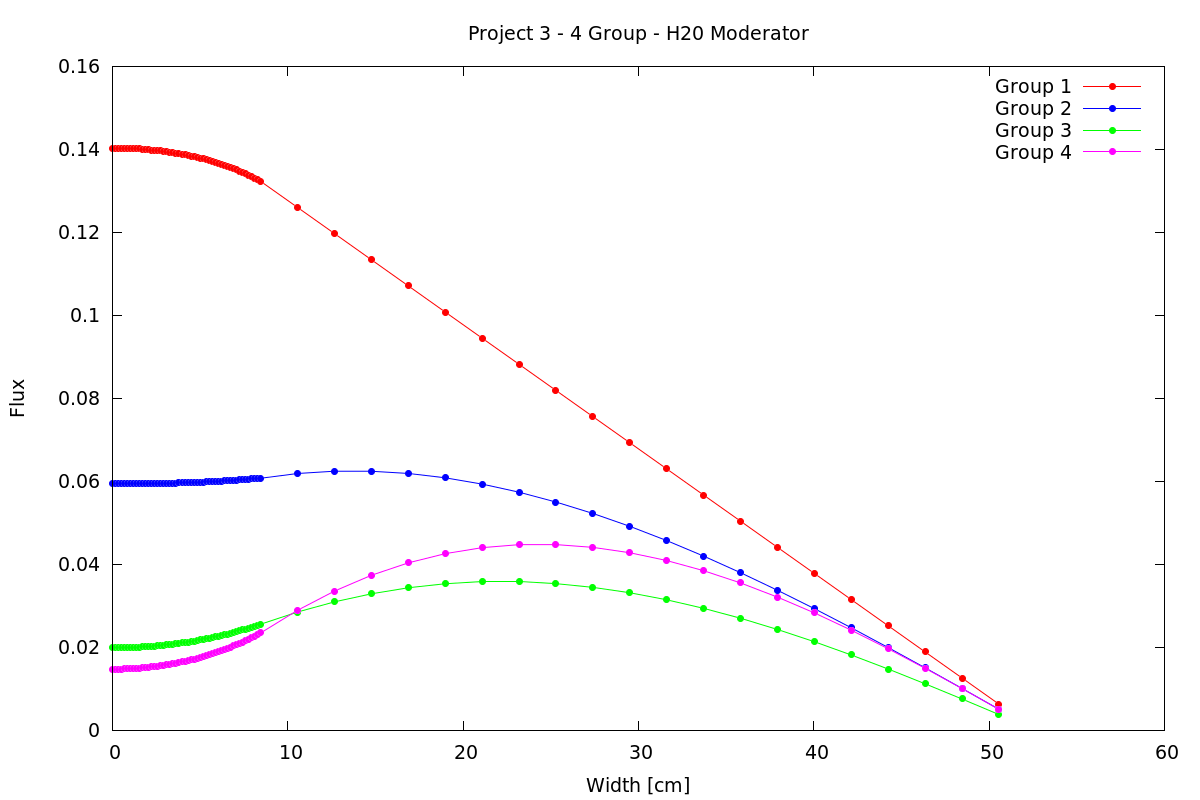 Project 3 - 4 Group - H20 Moderator
0.16
0.14
0.12
0.1
0.08
0.06
0.04
0.02
0
Flux
Group 1
Group 2
Group 3
Group 4
0 10 20 30 40 50 60
Width [cm]